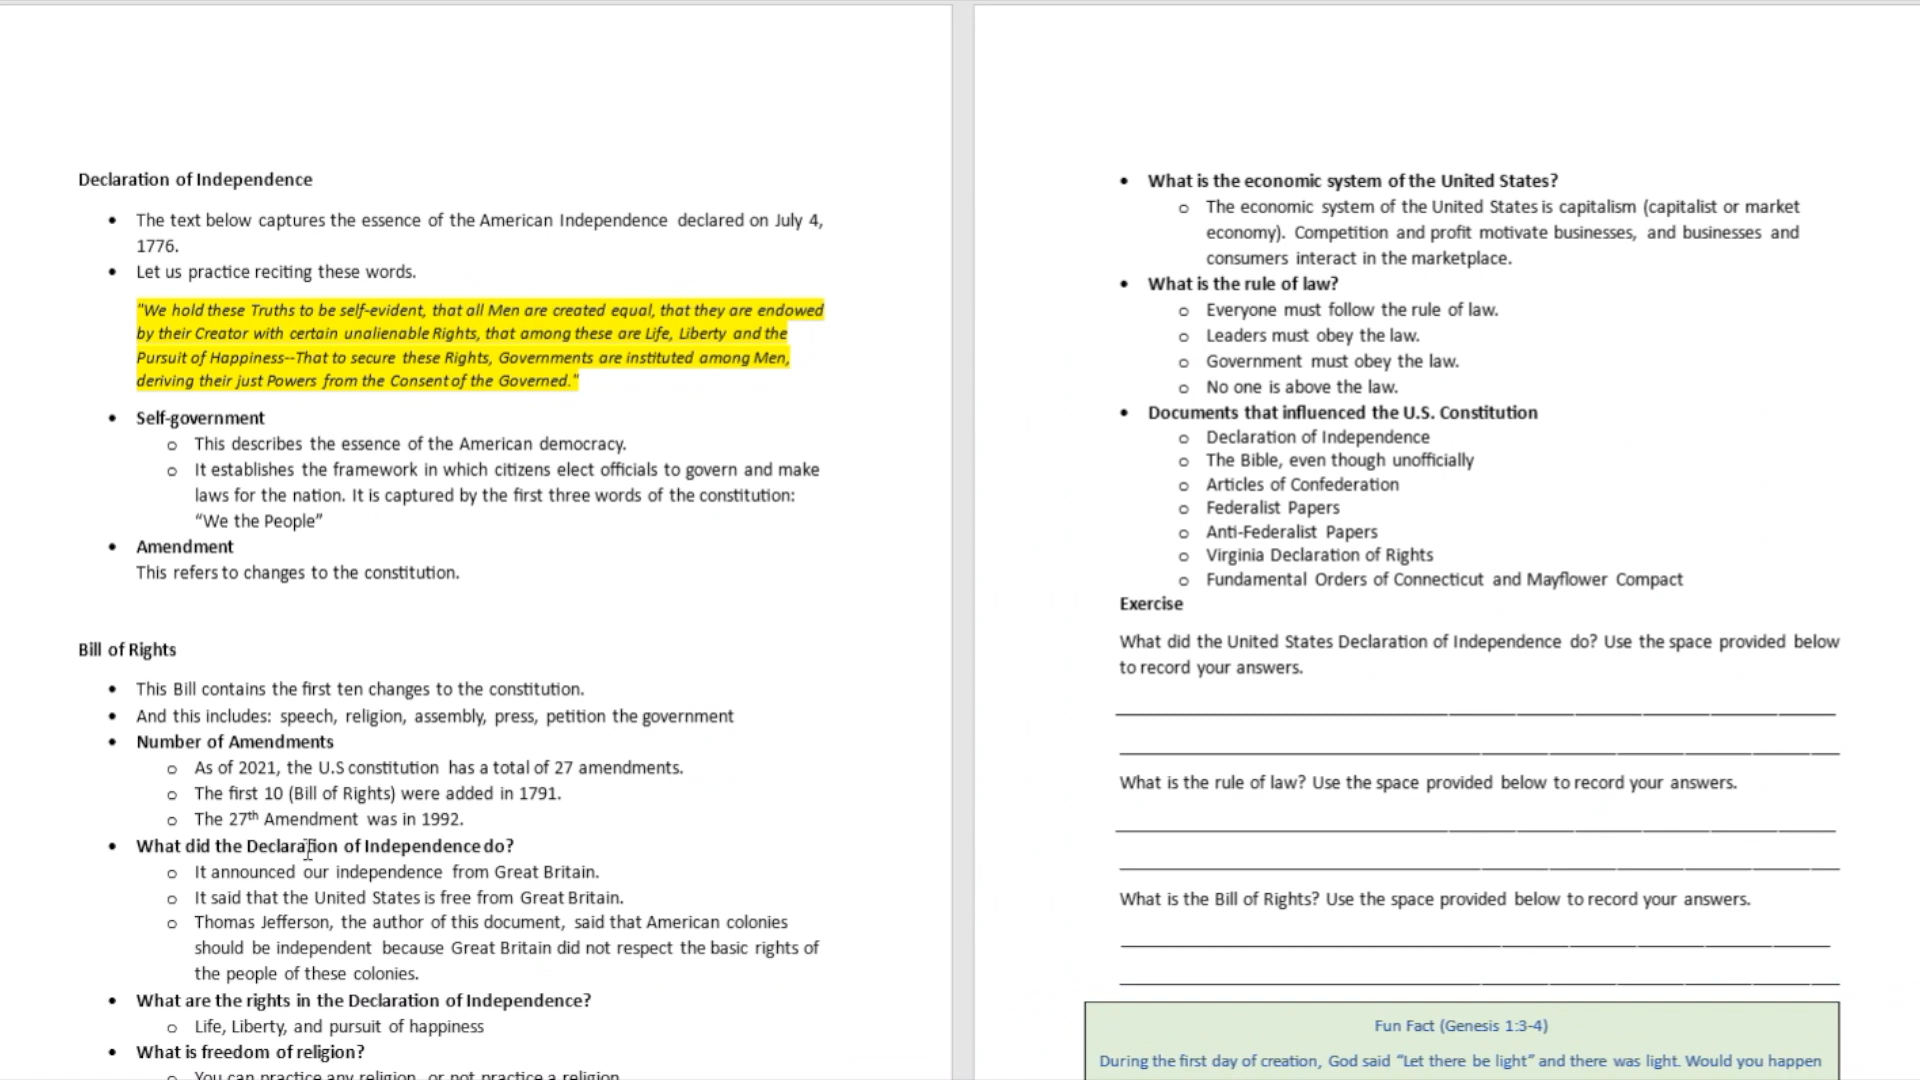 Declaration of Independence
• The text below captures the essence of the American Independence declared on July 4,
1776.
• Let us practice reciting these words.
"We hold these Truths to be self-evident, that all Men are created equal, that they are endowed
by their Creator with certain unalienable Rights, that among these are Life, Liberty and the
Pursuit of Happiness--That to secure these Rights, Governments are instituted among Men,
deriving their just Powers from the Consent of the Governed."
• Self-government
o This describes the essence of the American democracy.
o It establishes the framework in which citizens elect officials to govern and make
laws for the nation. It is captured by the first three words of the constitution:
“We the People”
• Amendment
This refers to changes to the constitution.
Bill of Rights
• This Bill contains the first ten changes to the constitution.
• And this includes: speech, religion, assembly, press, petition the government
• Number of Amendments
o As of 2021, the U.S constitution has a total of 27 amendments.
o The first 10 (Bill of Rights) were added in 1791.
o The 27th Amendment was in 1992.
• What did the Declaration of Independence do?
o It announced our independence from Great Britain.
o It said that the United States is free from Great Britain.
o Thomas Jefferson, the author of this document, said that American colonies
should be independent because Great Britain did not respect the basic rights of
the people of these colonies.
• What are the rights in the Declaration of Independence?
o Life, Liberty, and pursuit of happiness
• What is freedom of religion?
o You can practice any religion, or not practice a religion
• What is the economic system of the United States?
o The economic system of the United States is capitalism (capitalist or market
economy). Competition and profit motivate businesses, and businesses and
consumers interact in the marketplace.
• What is the rule of law?
o Everyone must follow the rule of law.
o Leaders must obey the law.
o Government must obey the law.
o No one is above the law.
• Documents that influenced the U.S. Constitution
o Declaration of Independence
o The Bible, even though unofficially
o Articles of Confederation
o Federalist Papers
o Anti-Federalist Papers
o Virginia Declaration of Rights
o Fundamental Orders of Connecticut and Mayflower Compact
Exercise
What did the United States Declaration of Independence do? Use the space provided below
to record your answers.
What is the rule of law? Use the space provided below to record your answers.
What is the Bill of Rights? Use the space provided below to record your answers.
Fun Fact (Genesis 1:3-4)
During the first day of creation, God said “Let there be light” and there was light. Would you happen